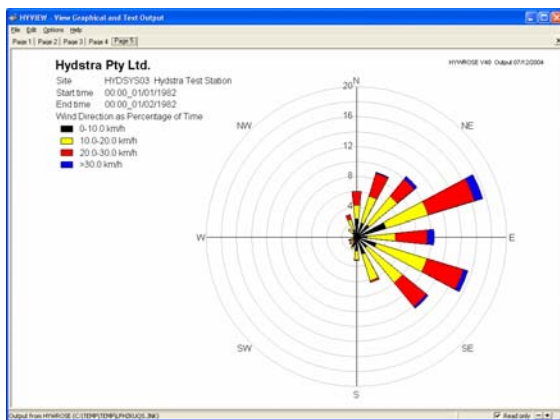 HYVIEW - View Graphical and Text Output
File Edit Options Help
Page 1 Page 2 Page 3 Page 4 Page 5
Hydstra Pty Ltd.
HYWROSE V48 Output 07/12/2004
Site HYDSYS03 Hydstra Test Station
Start time 00:00_01/01/1982
End time 00:00_01/02/1982
Wind Direction as Percentage of Time
0-10.0 km/h
10.0-20.0 km/h
20.0-30.0 km/h
>30.0 km/h
N
20
16
12
8
4
NW
NE
W
E
SW
SE
S
Read only